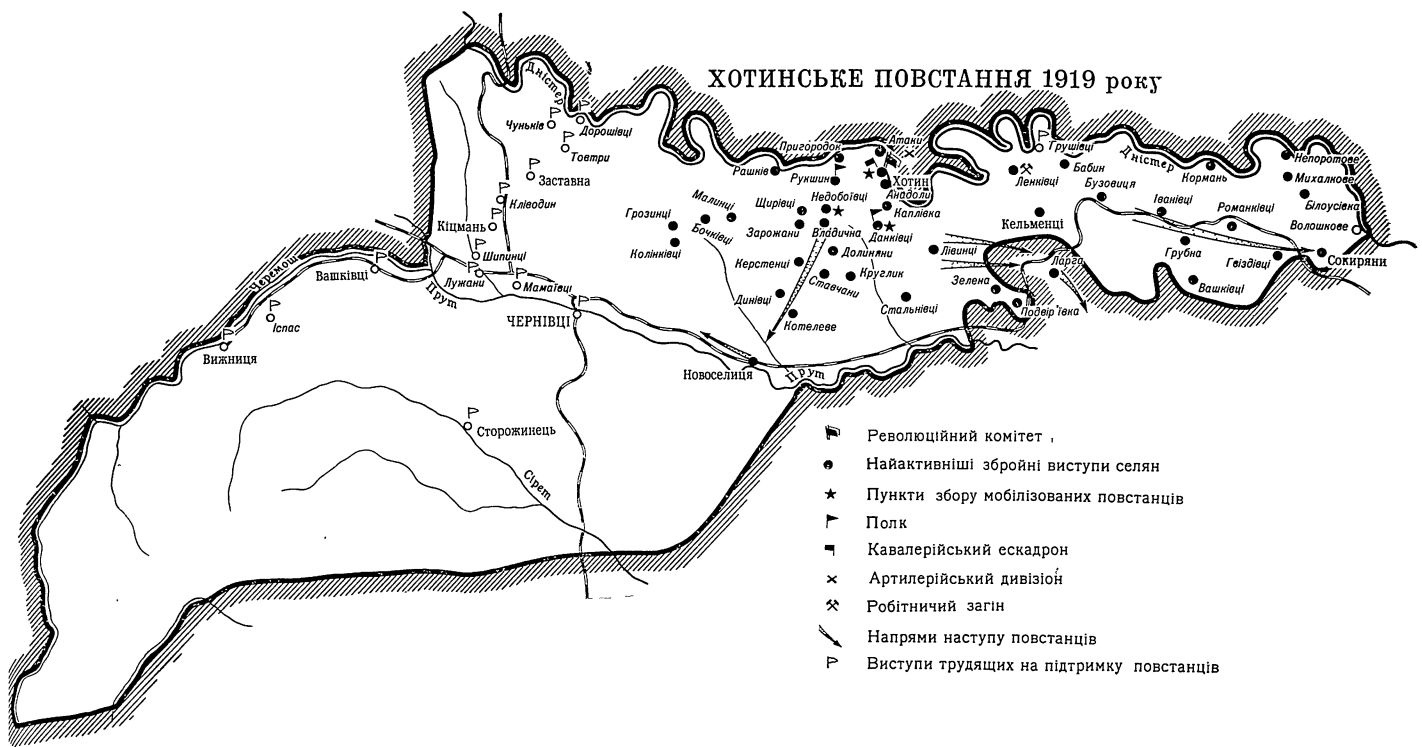 ХОТИНСЬКЕ ПОВСТАННЯ 1919 року
Дністер
Чуньків
Дорошівці
Товтри
Заставна
Кліводин
Кіцмань
Шипинці
Лужани
Мамаївці
Вашківці
Черемош
Прут
Іспас
Вижниця
ЧЕРНІВЦІ
Сторожинець
Сірет
Новоселиця
Прут
Грозинці
Колінківці
Малинці
Бочківці
Рашків
Пригородок
Рукшин
Атаки
Хотин
Анадоли
Каплівка
Недобоївці
Щирівці
Зарожани
Владична
Данківці
Долиняни
Керстенці
Круглик
Ставчани
Динівці
Котелеве
Стальнівці
Лівинці
Зелена
Подвір'ївка
Ларга
Кельменці
Ленківці
Грушівці
Бабин
Бузовиця
Дністер
Іванівці
Кормань
Романківці
Грубна
Гвіздівці
Вашківці
Непоротове
Михалкове
Білоусівка
Волошкове
Сокиряни
Революційний комітет
Найактивніші збройні виступи селян
Пункти збору мобілізованих повстанців
Полк
Кавалерійський ескадрон
Артилерійський дивізіон
Робітничий загін
Напрями наступу повстанців
Виступи трудящих на підтримку повстанців